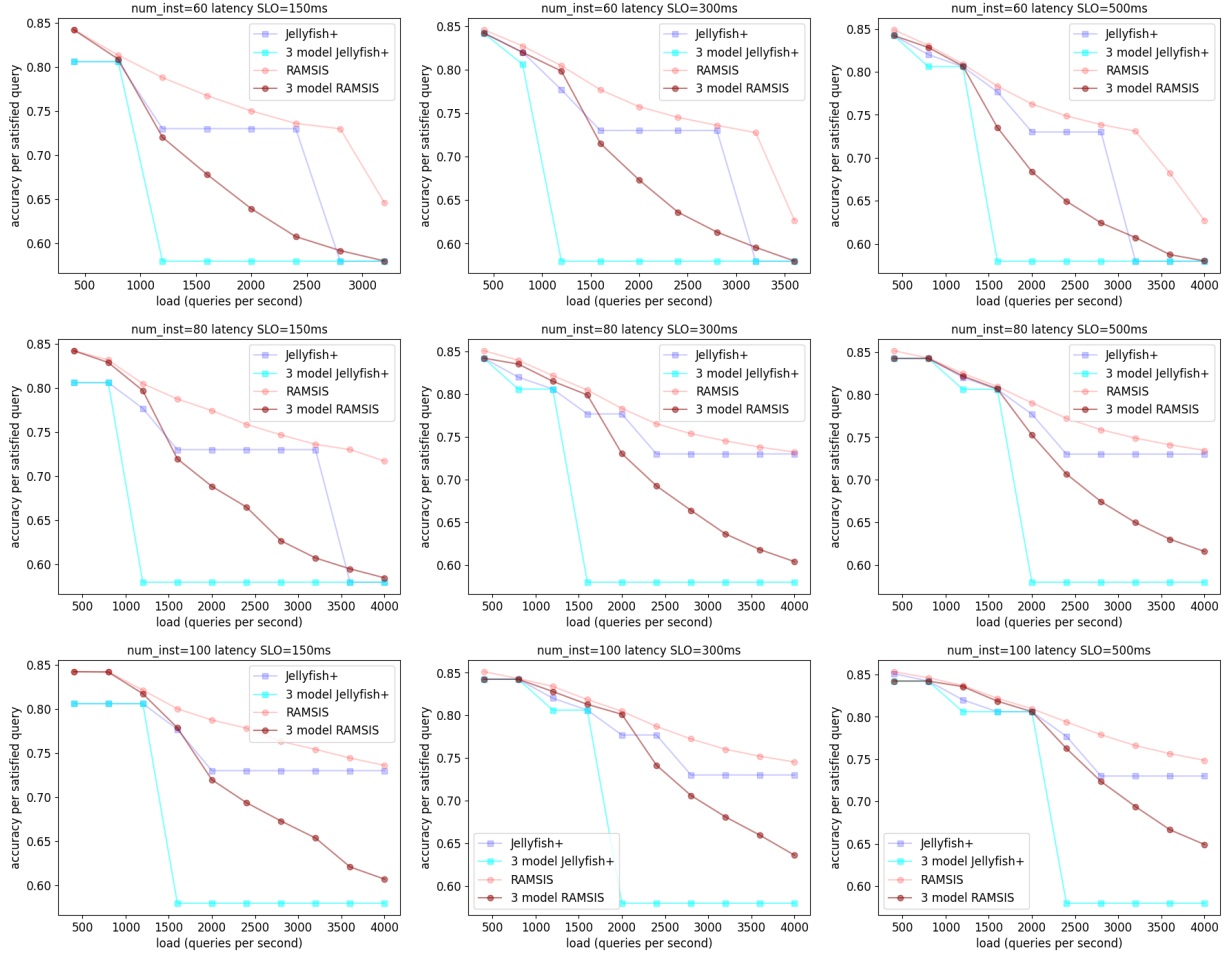 num_inst=60 latency SLO=150ms
0.85
0.80
0.75
0.70
0.65
0.60
accuracy per satisfied query
Jellyfish+
3 model Jellyfish+
RAMSIS
3 model RAMSIS
500 1000 1500 2000 2500 3000
load (queries per second)
num_inst=60 latency SLO=300ms
0.85
0.80
0.75
0.70
0.65
0.60
accuracy per satisfied query
Jellyfish+
3 model Jellyfish+
RAMSIS
3 model RAMSIS
500 1000 1500 2000 2500 3000 3500
load (queries per second)
num_inst=60 latency SLO=500ms
0.85
0.80
0.75
0.70
0.65
0.60
accuracy per satisfied query
Jellyfish+
3 model Jellyfish+
RAMSIS
3 model RAMSIS
500 1000 1500 2000 2500 3000 3500 4000
load (queries per second)
num_inst=80 latency SLO=150ms
0.85
0.80
0.75
0.70
0.65
0.60
accuracy per satisfied query
Jellyfish+
3 model Jellyfish+
RAMSIS
3 model RAMSIS
500 1000 1500 2000 2500 3000 3500 4000
load (queries per second)
num_inst=80 latency SLO=300ms
0.85
0.80
0.75
0.70
0.65
0.60
accuracy per satisfied query
Jellyfish+
3 model Jellyfish+
RAMSIS
3 model RAMSIS
500 1000 1500 2000 2500 3000 3500 4000
load (queries per second)
num_inst=80 latency SLO=500ms
0.85
0.80
0.75
0.70
0.65
0.60
accuracy per satisfied query
Jellyfish+
3 model Jellyfish+
RAMSIS
3 model RAMSIS
500 1000 1500 2000 2500 3000 3500 4000
load (queries per second)
num_inst=100 latency SLO=150ms
0.85
0.80
0.75
0.70
0.65
0.60
accuracy per satisfied query
Jellyfish+
3 model Jellyfish+
RAMSIS
3 model RAMSIS
500 1000 1500 2000 2500 3000 3500 4000
load (queries per second)
num_inst=100 latency SLO=300ms
0.85
0.80
0.75
0.70
0.65
0.60
accuracy per satisfied query
Jellyfish+
3 model Jellyfish+
RAMSIS
3 model RAMSIS
500 1000 1500 2000 2500 3000 3500 4000
load (queries per second)
num_inst=100 latency SLO=500ms
0.85
0.80
0.75
0.70
0.65
0.60
accuracy per satisfied query
Jellyfish+
3 model Jellyfish+
RAMSIS
3 model RAMSIS
500 1000 1500 2000 2500 3000 3500 4000
load (queries per second)